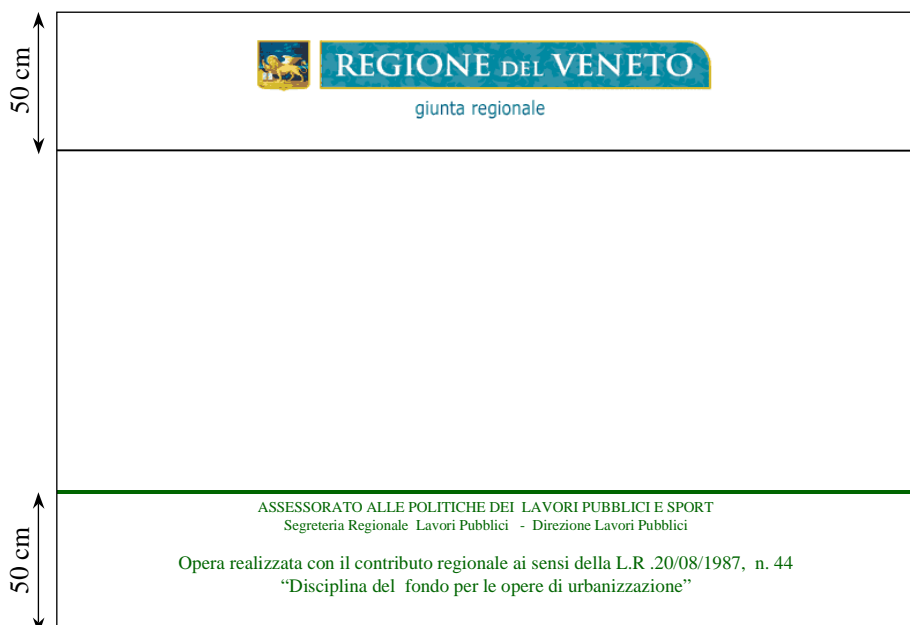 50 cm
REGIONE DEL VENETO
giunta regionale
50 cm
ASSESSORATO ALLE POLITICHE DEI LAVORI PUBBLICI E SPORT
Segreteria Regionale Lavori Pubblici - Direzione Lavori Pubblici
Opera realizzata con il contributo regionale ai sensi della L.R .20/08/1987, n. 44
“Disciplina del fondo per le opere di urbanizzazione”